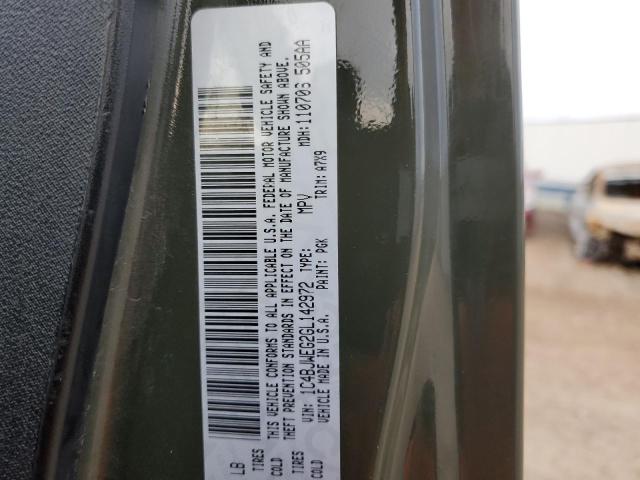 LB
TIRES
COLD
THIS VEHICLE CONFORMS TO ALL APPLICABLE U.S.A. FEDERAL MOTOR VEHICLE SAFETY AND
THEFT PREVENTION STANDARDS IN EFFECT ON THE DATE OF MANUFACTURE SHOWN ABOVE.
TIRES
COLD
VIN: 1C4BJWEG2GL142972 TYPE: MPV MDH: 110703 505AA
VEHICLE MADE IN U.S.A. PAINT: PGK TRIM: A7X9
TIRES
COLD